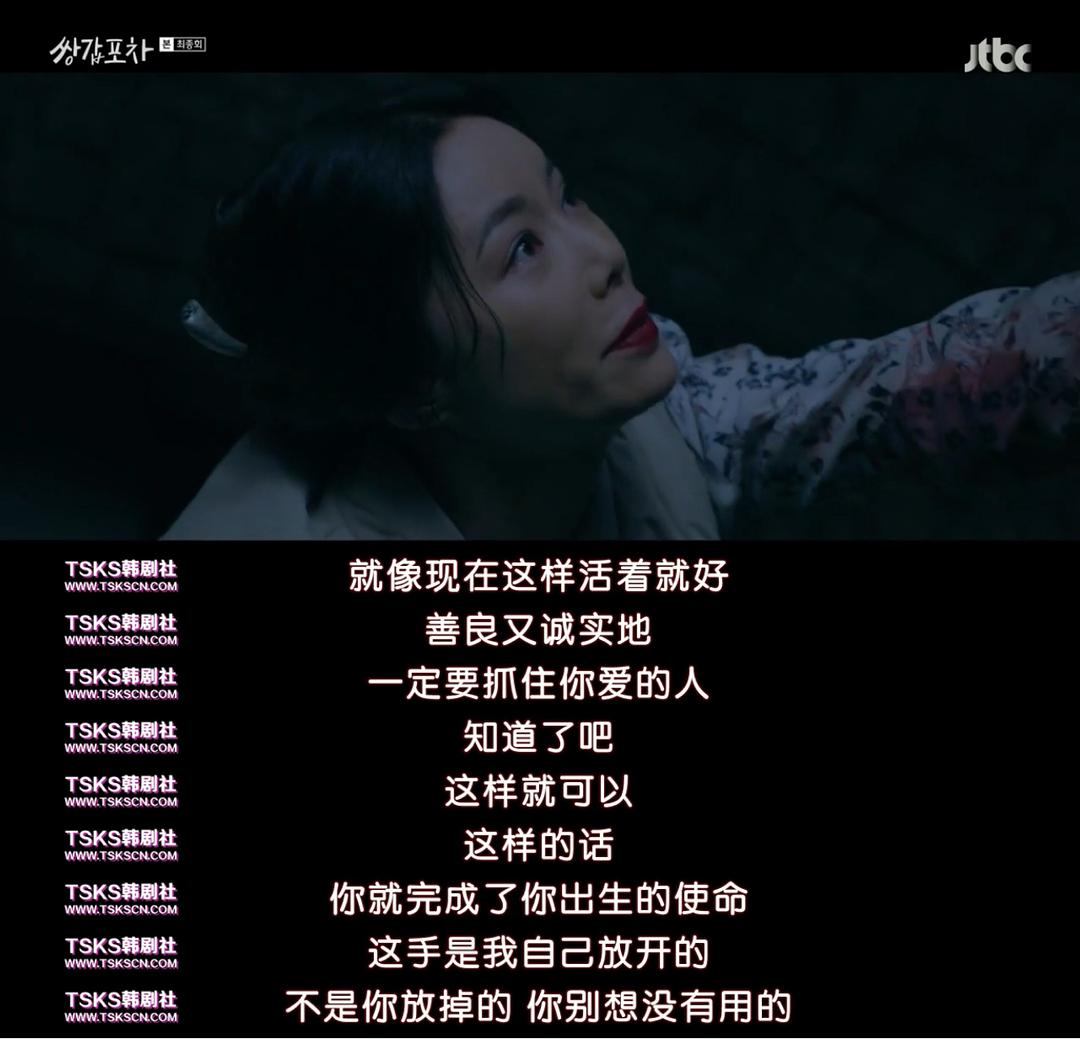 쌍갑포차 본 최종회
jtbc
TSKS韩剧社
WWW.TSKSCN.COM
就像现在这样活着就好
TSKS韩剧社
WWW.TSKSCN.COM
善良又诚实地
TSKS韩剧社
WWW.TSKSCN.COM
一定要抓住你爱的人
TSKS韩剧社
WWW.TSKSCN.COM
知道了吧
TSKS韩剧社
WWW.TSKSCN.COM
这样就可以
TSKS韩剧社
WWW.TSKSCN.COM
这样的话
TSKS韩剧社
WWW.TSKSCN.COM
你就完成了你出生的使命
TSKS韩剧社
WWW.TSKSCN.COM
这手是我自己放开的
TSKS韩剧社
WWW.TSKSCN.COM
不是你放掉的 你别想没有用的